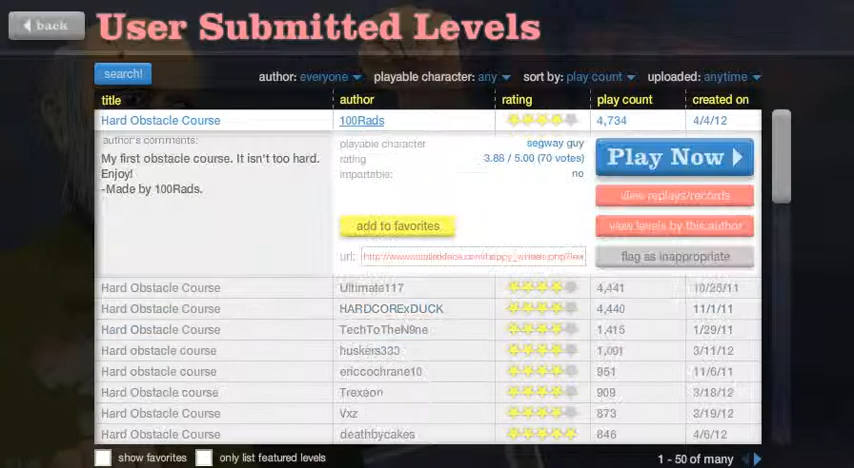 back
User Submitted Levels
search!
author: everyone playable character: any sort by: play count uploaded: anytime
title author rating play count created on
Hard Obstacle Course 100Rads 4,734 4/4/12
author's comments:
My first obstacle course. It isn't too hard.
Enjoy!
-Made by 100Rads.
playable character segway guy
rating 3.86 / 5.00 (70 votes)
importable: no
add to favorites
url:
Play Now
view replays/records
view levels by this author
flag as inappropriate
Hard Obstacle Course Ultimate117 4,441 10/26/11
Hard Obstacle Course HARDCORExDUCK 4,440 11/1/11
Hard Obstacle Course TechToTheN9ne 1,415 1/29/11
Hard obstacle course huskers333 1,091 3/11/12
Hard obstacle course ericcochrane10 951 11/6/11
Hard Obstacle course Trexeon 909 3/18/12
Hard Obstacle Course Vxz 873 3/19/12
Hard Obstacle Course deathbycakes 846 4/6/12
show favorites only list featured levels 1 - 50 of many